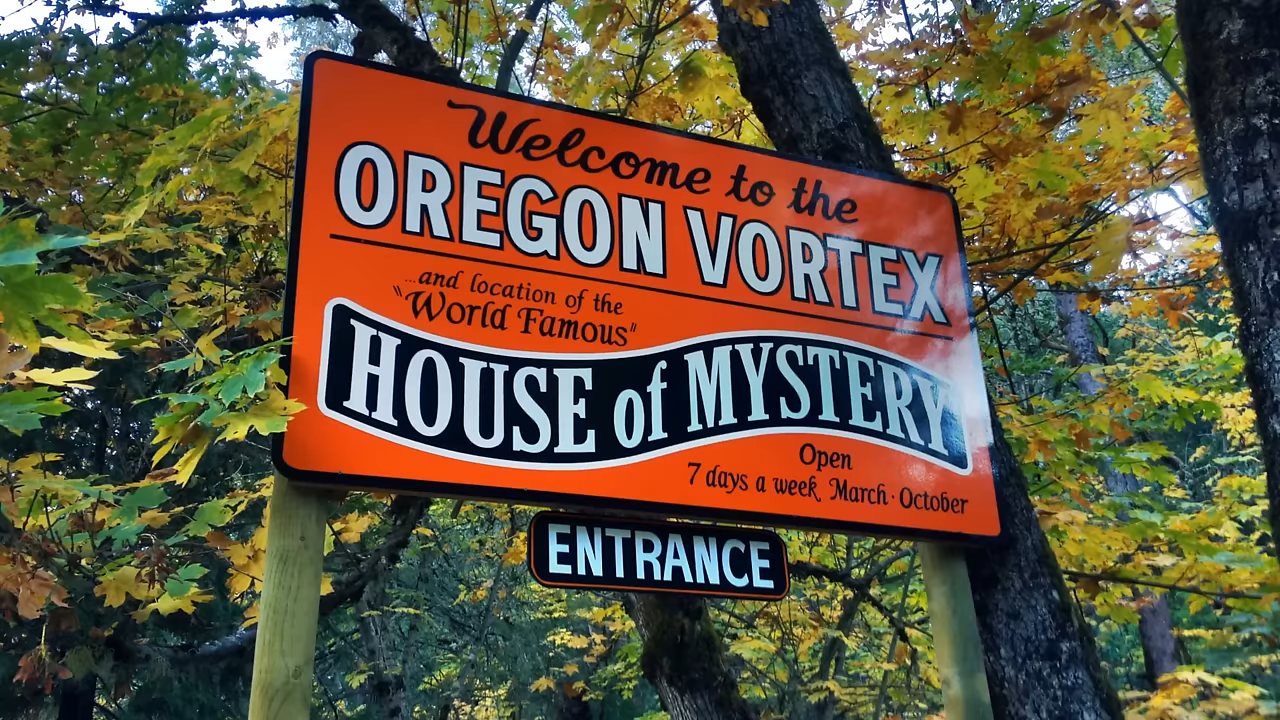 Welcome to the
OREGON VORTEX
...and location of the
"World Famous"
HOUSE of MYSTERY
Open
7 days a week March · October
ENTRANCE